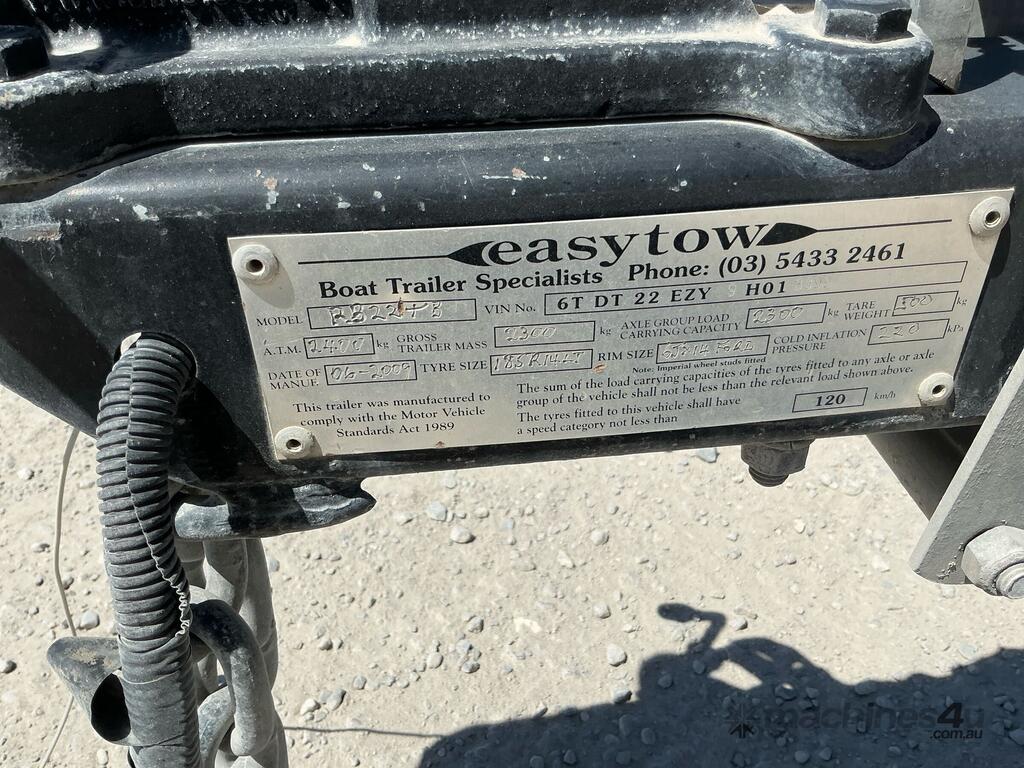 easytow
Boat Trailer Specialists Phone: (03) 5433 2461
MODEL VIN No. 6T DT 22 EZY 9 H01
A.T.M. 2400 kg GROSS TRAILER MASS 2300 kg AXLE GROUP LOAD CARRYING CAPACITY 2300 kg TARE WEIGHT 500 kg
DATE OF MANUF. 06-2009 TYRE SIZE 185R14LT RIM SIZE COLD INFLATION PRESSURE kPa
Note: Imperial wheel studs fitted
This trailer was manufactured to
comply with the Motor Vehicle
Standards Act 1989
The sum of the load carrying capacities of the tyres fitted to any axle or axle
group of the vehicle shall not be less than the relevant load shown above.
The tyres fitted to this vehicle shall have
a speed category not less than 120 km/h
machines4u
.com.au